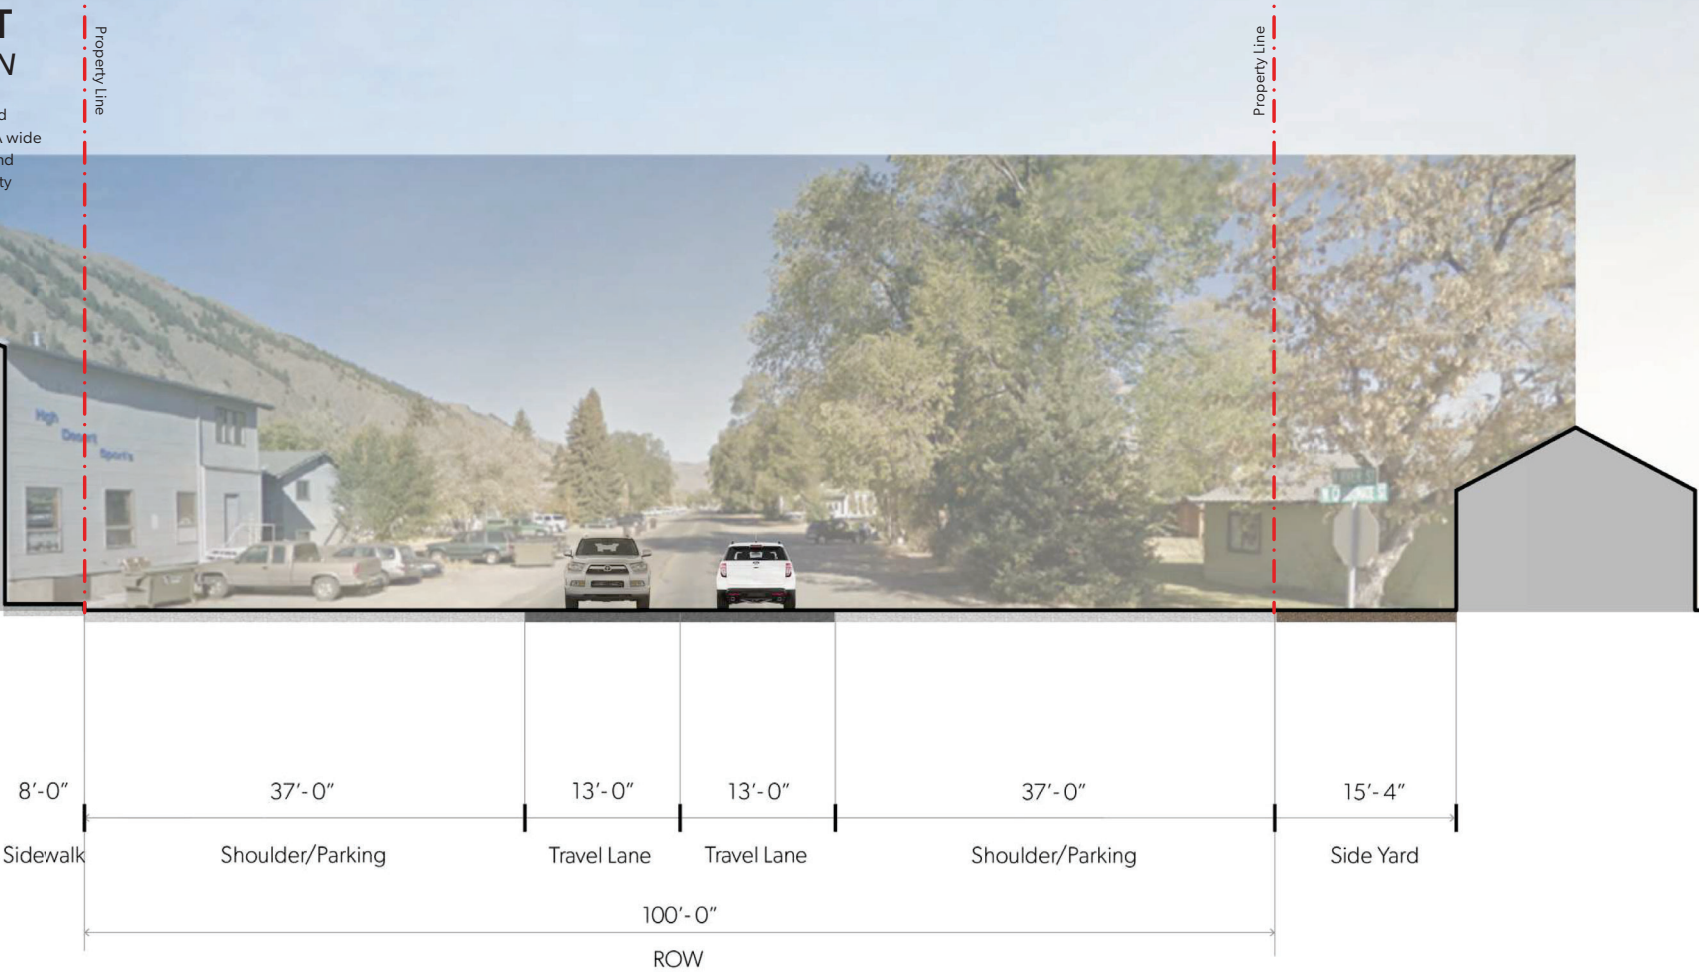 T
N
d
A wide
nd
ty
Property Line
Property Line
High
Desert
Sports
8'-0"
37'-0"
13'-0"
13'-0"
37'-0"
15'-4"
Sidewalk
Shoulder/Parking
Travel Lane
Travel Lane
Shoulder/Parking
Side Yard
100'-0"
ROW